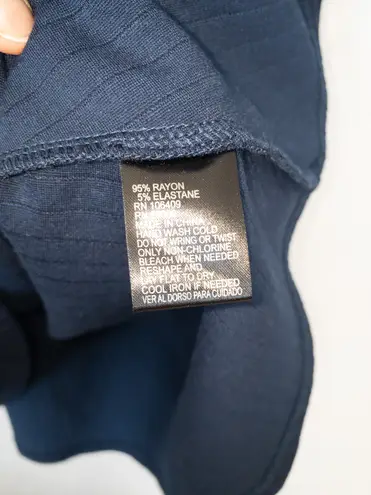 95% RAYON
5% ELASTANE
RN 106409
MADE IN CHINA
HAND WASH COLD
DO NOT WRING OR TWIST
ONLY NON-CHLORINE
BLEACH WHEN NEEDED
RESHAPE AND
LAY FLAT TO DRY
COOL IRON IF NEEDED
VER AL DORSO PARA CUIDADO